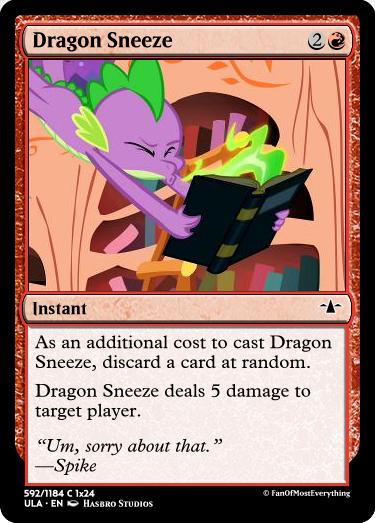 Dragon Sneeze 2
Instant
As an additional cost to cast Dragon
Sneeze, discard a card at random.
Dragon Sneeze deals 5 damage to
target player.
“Um, sorry about that.”
—Spike
592/1184 C 1x24
ULA • EN Hasbro Studios
© FanOfMostEverything